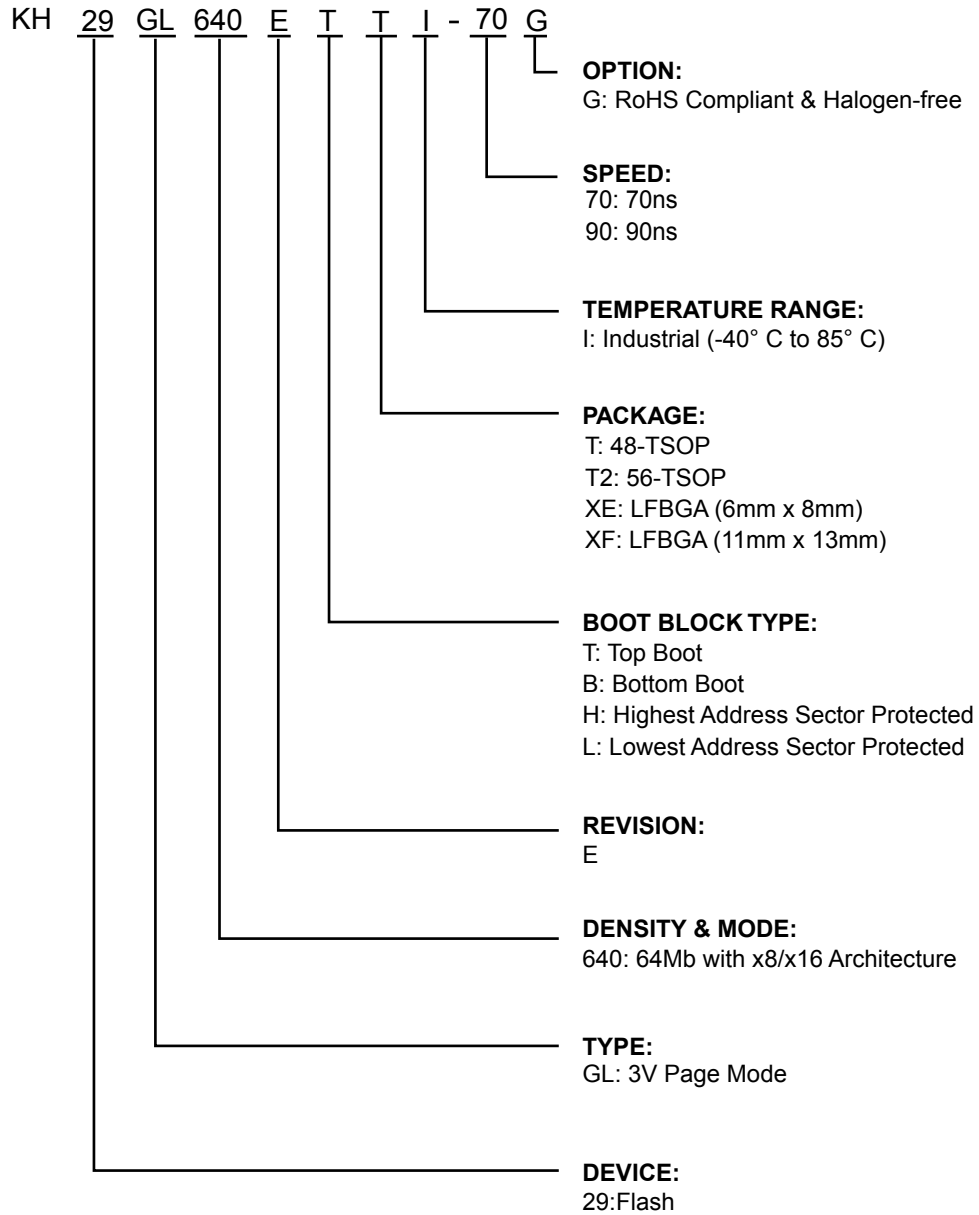 KH 29 GL 640 E T T I - 70 G
OPTION:
G: RoHS Compliant & Halogen-free
SPEED:
70: 70ns
90: 90ns
TEMPERATURE RANGE:
I: Industrial (-40° C to 85° C)
PACKAGE:
T: 48-TSOP
T2: 56-TSOP
XE: LFBGA (6mm x 8mm)
XF: LFBGA (11mm x 13mm)
BOOT BLOCK TYPE:
T: Top Boot
B: Bottom Boot
H: Highest Address Sector Protected
L: Lowest Address Sector Protected
REVISION:
E
DENSITY & MODE:
640: 64Mb with x8/x16 Architecture
TYPE:
GL: 3V Page Mode
DEVICE:
29:Flash